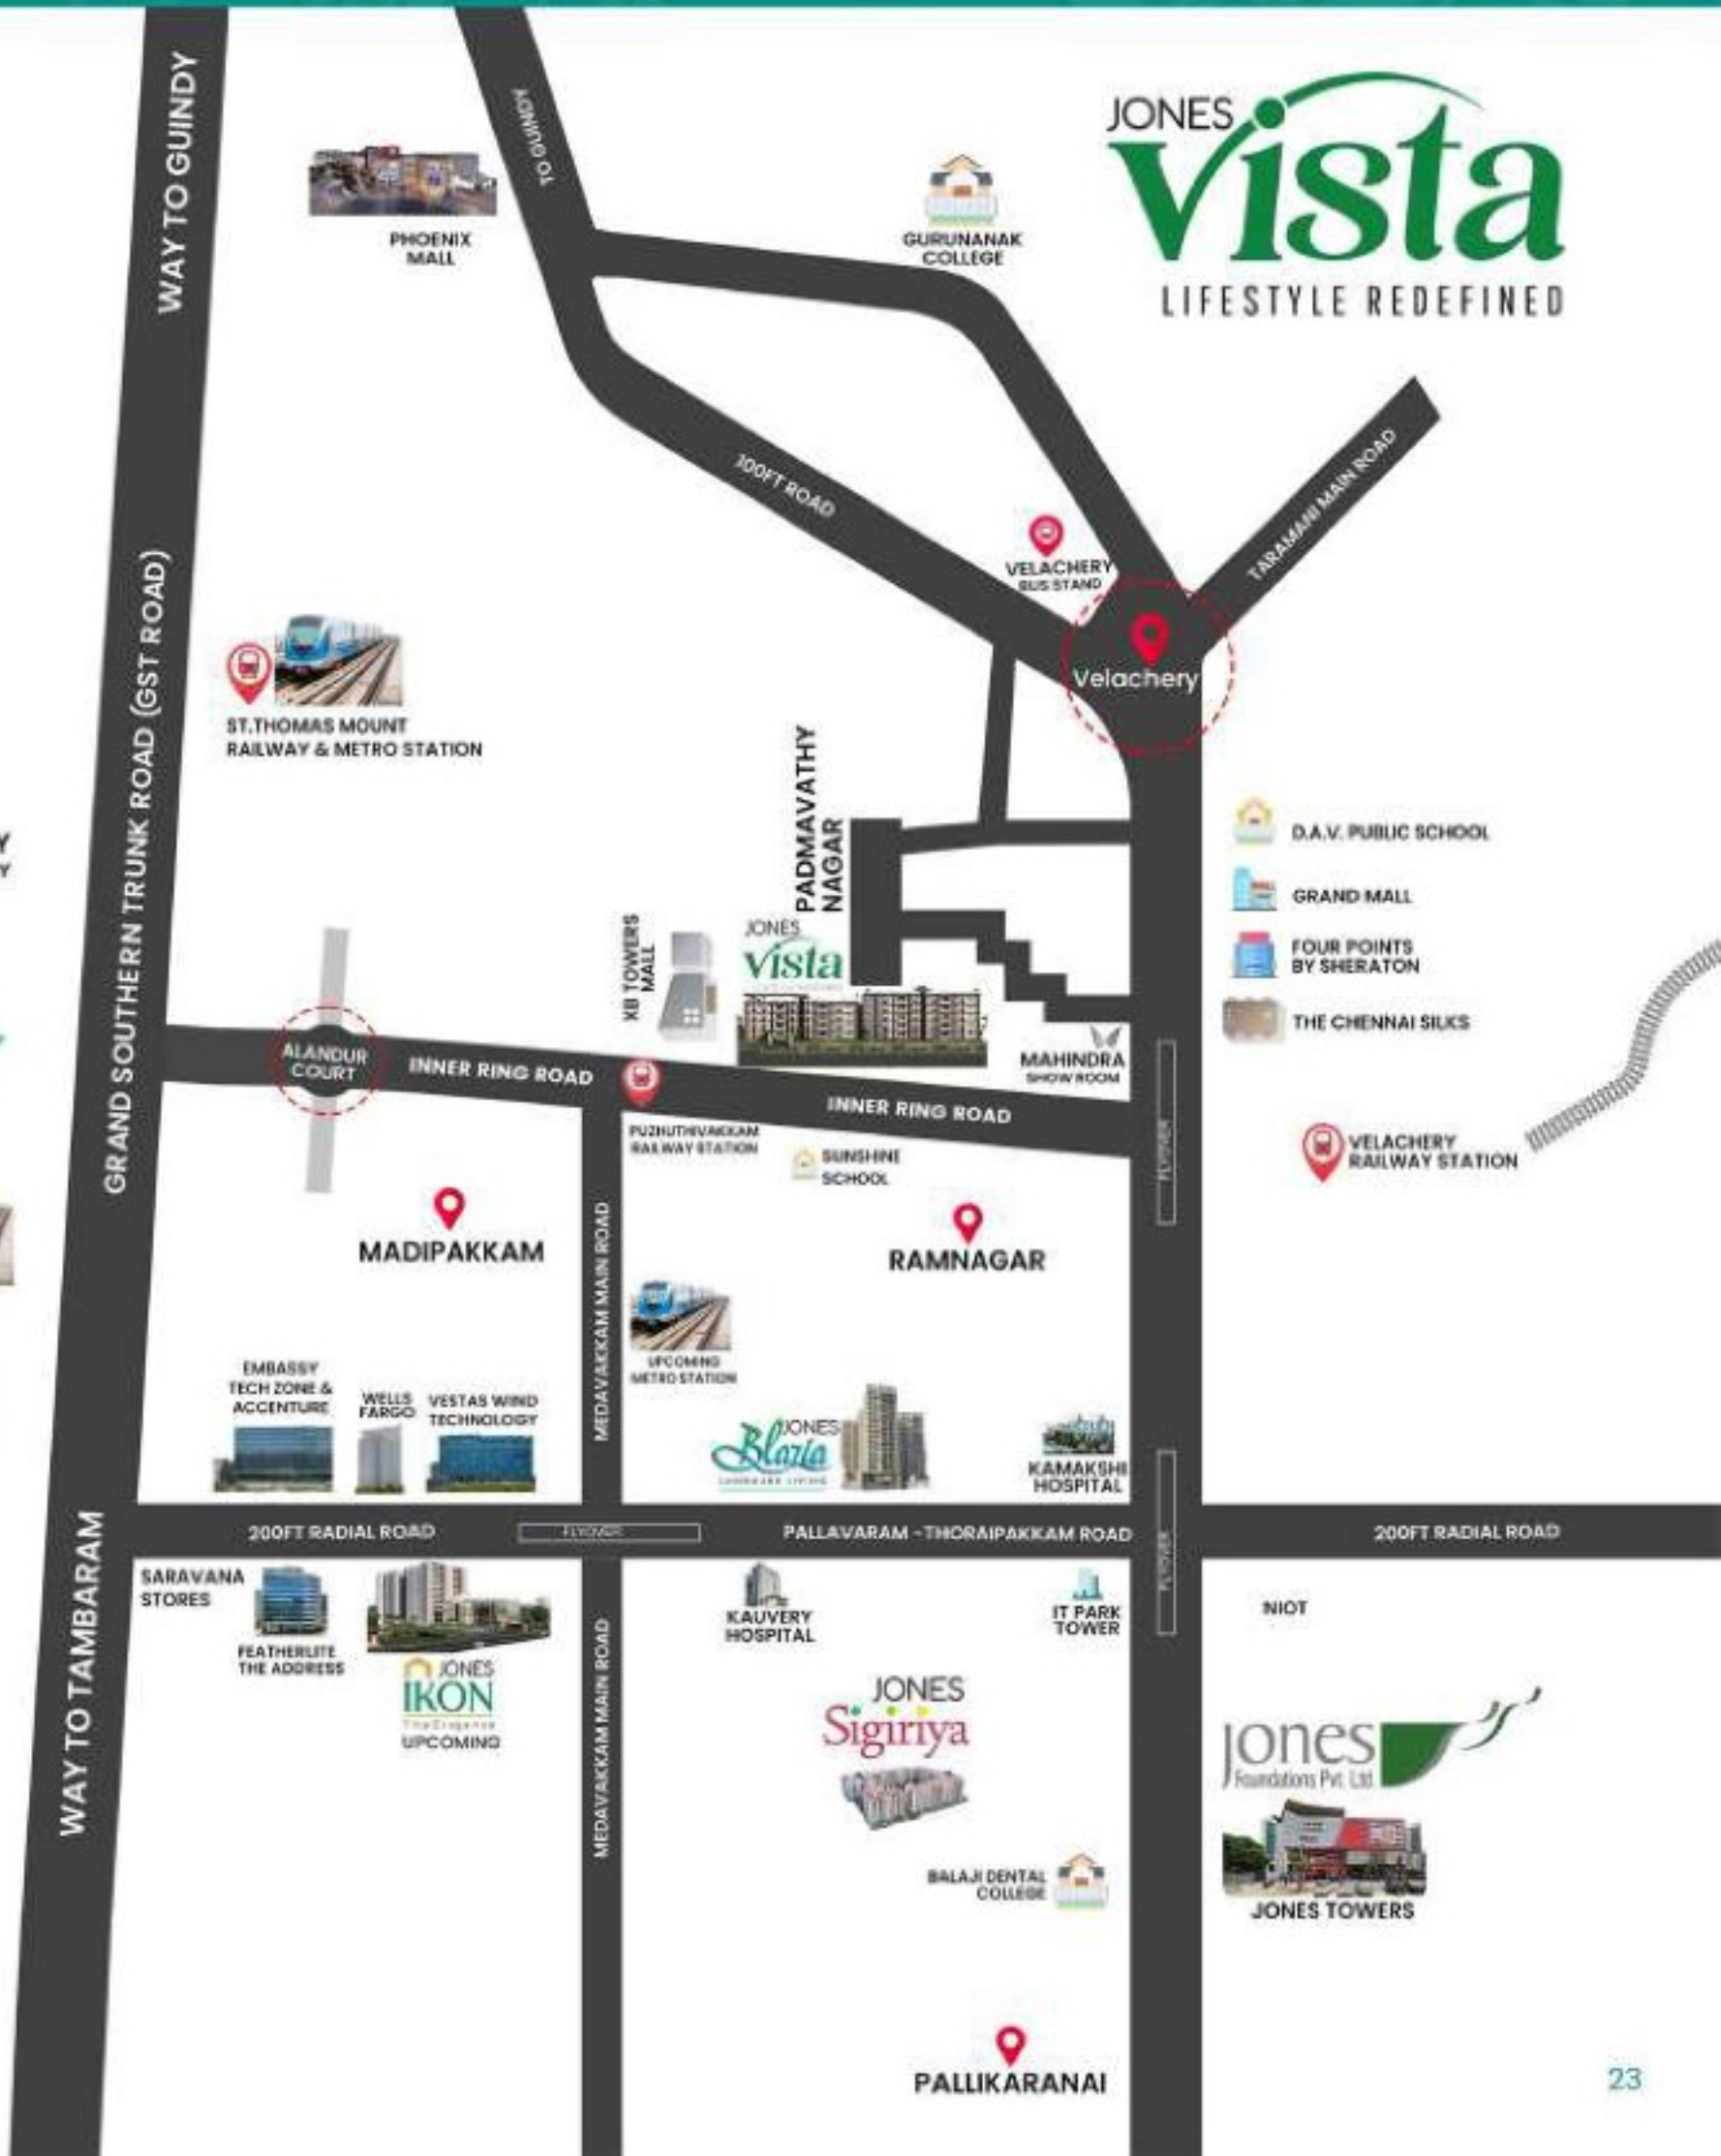 WAY TO GUINDY
TO GUINDY
JONES
Vista
LIFESTYLE REDEFINED
PHOENIX
MALL
GURUNANAK
COLLEGE
100FT ROAD
TARAMANI MAIN ROAD
VELACHERY
BUS STAND
Velachery
GRAND SOUTHERN TRUNK ROAD (GST ROAD)
ST.THOMAS MOUNT
RAILWAY & METRO STATION
PADMAVATHY
NAGAR
D.A.V. PUBLIC SCHOOL
GRAND MALL
FOUR POINTS
BY SHERATON
THE CHENNAI SILKS
XB TOWERS
MALL
JONES
Vista
MAHINDRA
SHOW ROOM
ALANDUR
COURT
INNER RING ROAD
INNER RING ROAD
FLYOVER
PUZHUTHIVAKKAM
RAILWAY STATION
SUNSHINE
SCHOOL
VELACHERY
RAILWAY STATION
MADIPAKKAM
RAMNAGAR
MEDAVAKKAM MAIN ROAD
UPCOMING
METRO STATION
EMBASSY
TECH ZONE &
ACCENTURE
WELLS
FARGO
VESTAS WIND
TECHNOLOGY
JONES
Blazia
LANDMARK LIVING
KAMAKSHI
HOSPITAL
200FT RADIAL ROAD
FLYOVER
PALLAVARAM -THORAIPAKKAM ROAD
FLYOVER
200FT RADIAL ROAD
WAY TO TAMBARAM
SARAVANA
STORES
FEATHERLITE
THE ADDRESS
JONES
IKON
The Elegance
UPCOMING
MEDAVAKKAM MAIN ROAD
KAUVERY
HOSPITAL
IT PARK
TOWER
NIOT
JONES
Sigiriya
Jones
Foundations Pvt. Ltd
JONES TOWERS
BALAJI DENTAL
COLLEGE
PALLIKARANAI
23